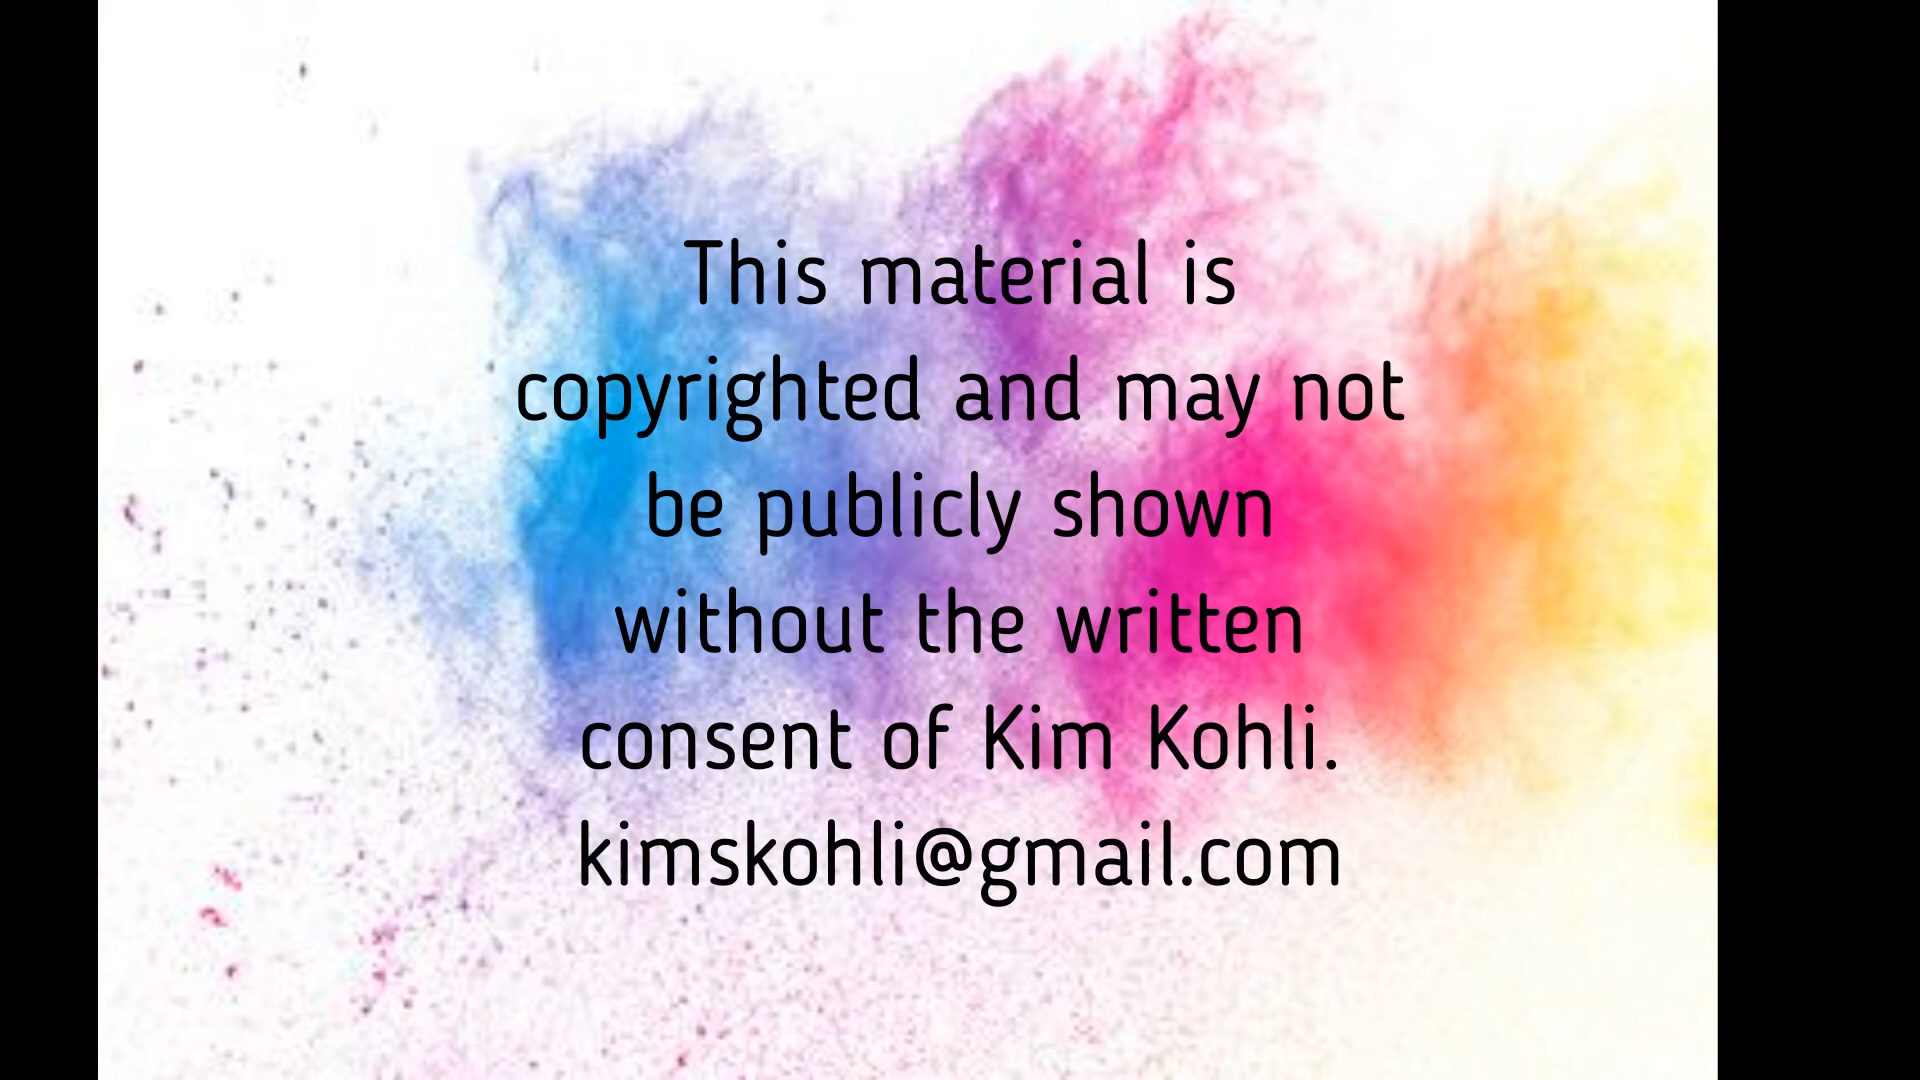 This material is
copyrighted and may not
be publicly shown
without the written
consent of Kim Kohli.
kimskohli@gmail.com